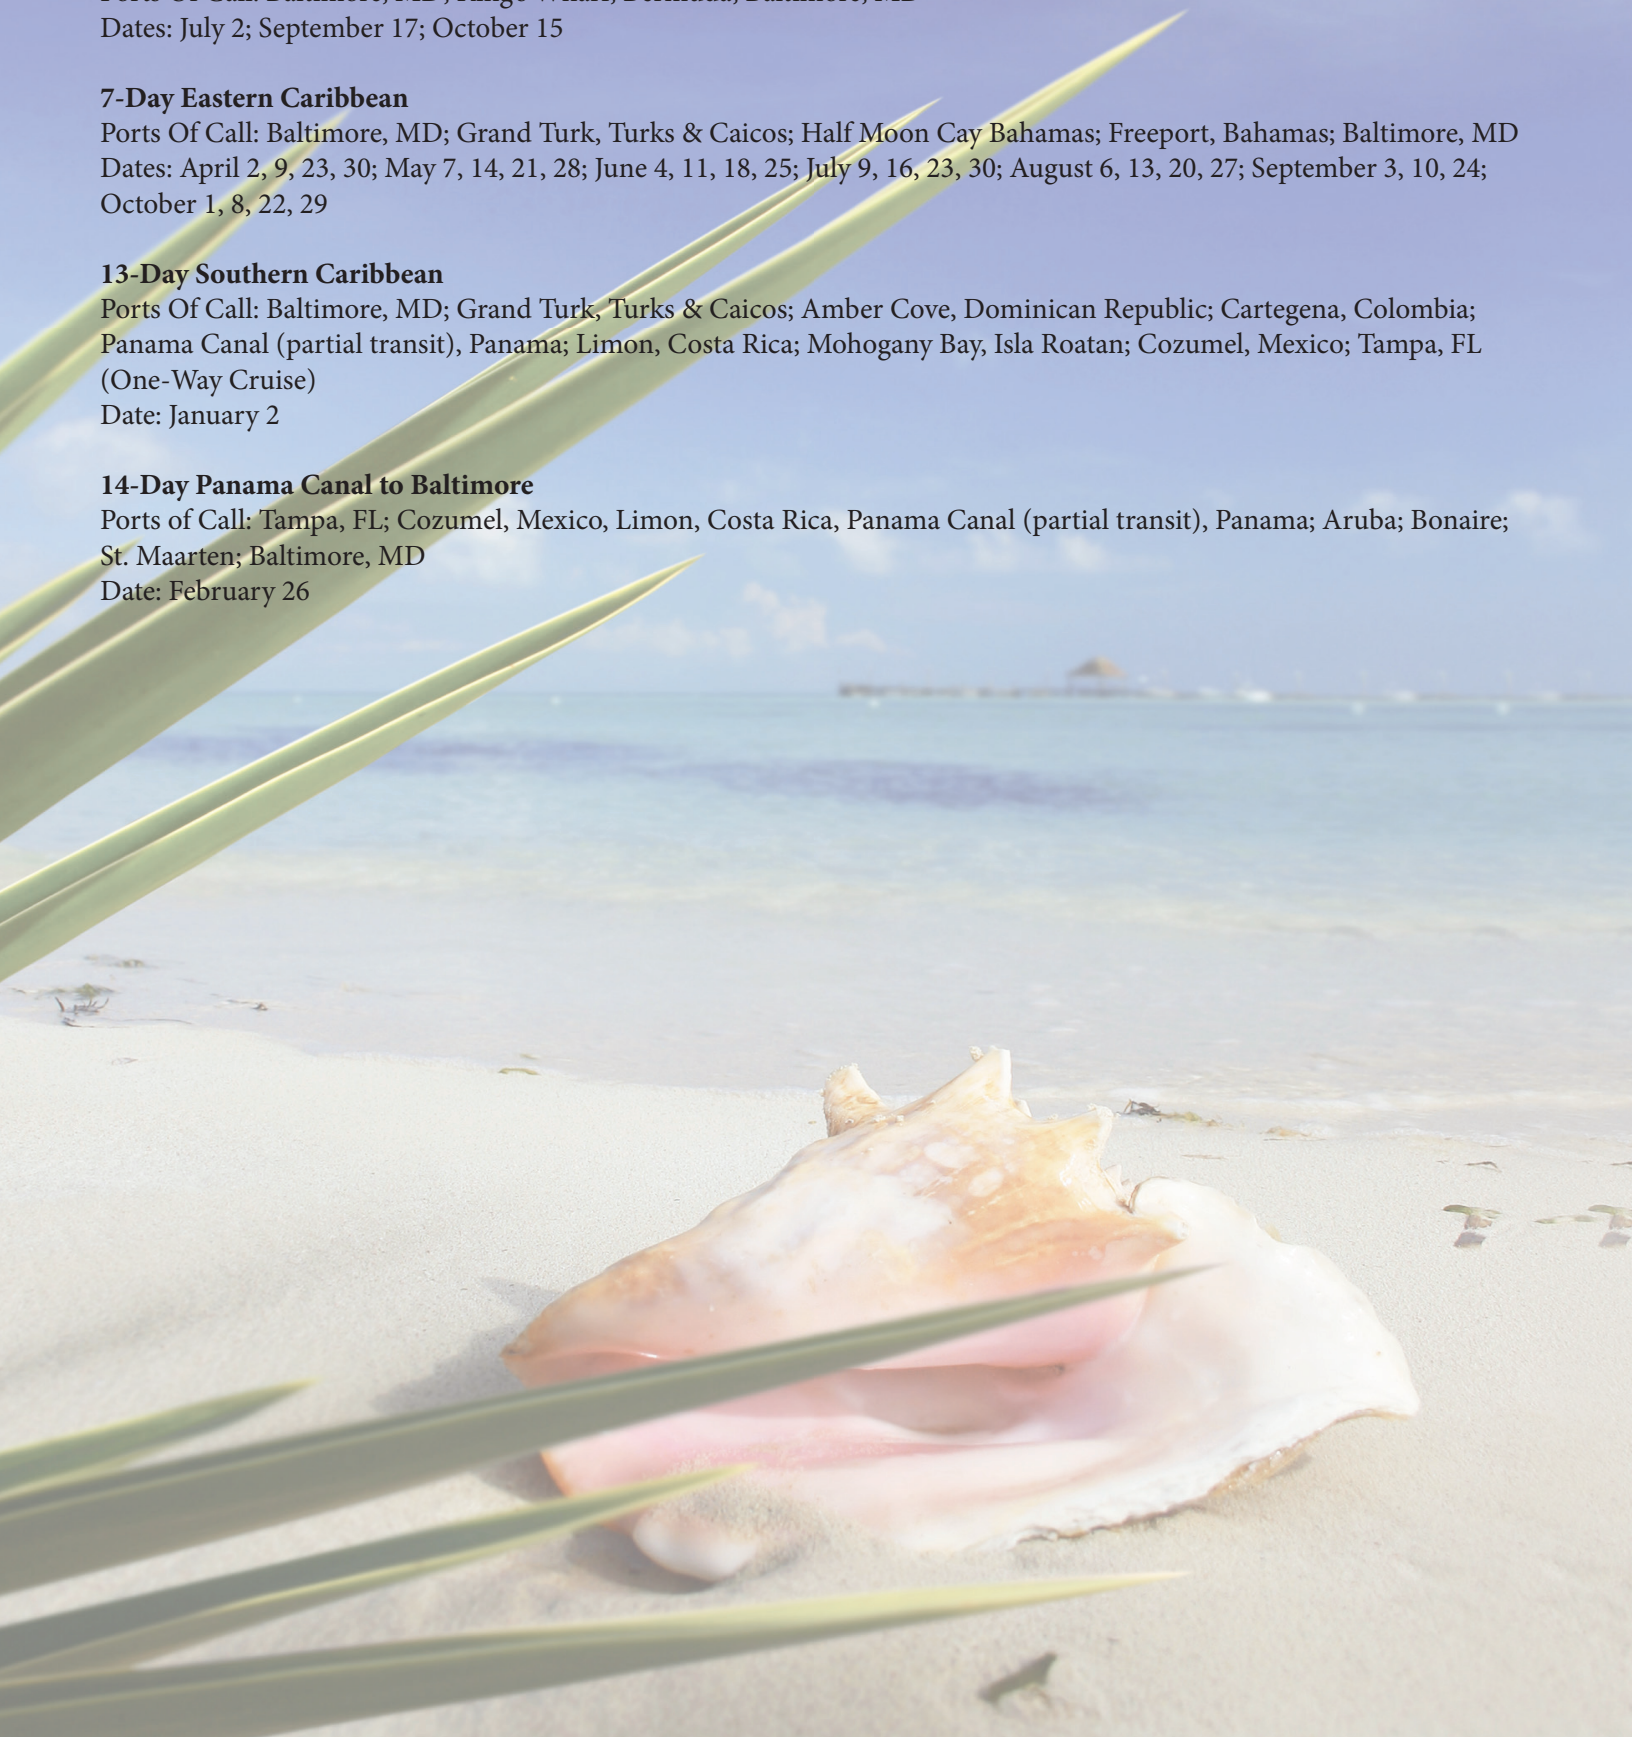 Dates: July 2; September 17; October 15
7-Day Eastern Caribbean
Ports Of Call: Baltimore, MD; Grand Turk, Turks & Caicos; Half Moon Cay Bahamas; Freeport, Bahamas; Baltimore, MD
Dates: April 2, 9, 23, 30; May 7, 14, 21, 28; June 4, 11, 18, 25; July 9, 16, 23, 30; August 6, 13, 20, 27; September 3, 10, 24;
October 1, 8, 22, 29
13-Day Southern Caribbean
Ports Of Call: Baltimore, MD; Grand Turk, Turks & Caicos; Amber Cove, Dominican Republic; Cartegena, Colombia;
Panama Canal (partial transit), Panama; Limon, Costa Rica; Mohogany Bay, Isla Roatan; Cozumel, Mexico; Tampa, FL
(One-Way Cruise)
Date: January 2
14-Day Panama Canal to Baltimore
Ports of Call: Tampa, FL; Cozumel, Mexico, Limon, Costa Rica, Panama Canal (partial transit), Panama; Aruba; Bonaire;
St. Maarten; Baltimore, MD
Date: February 26